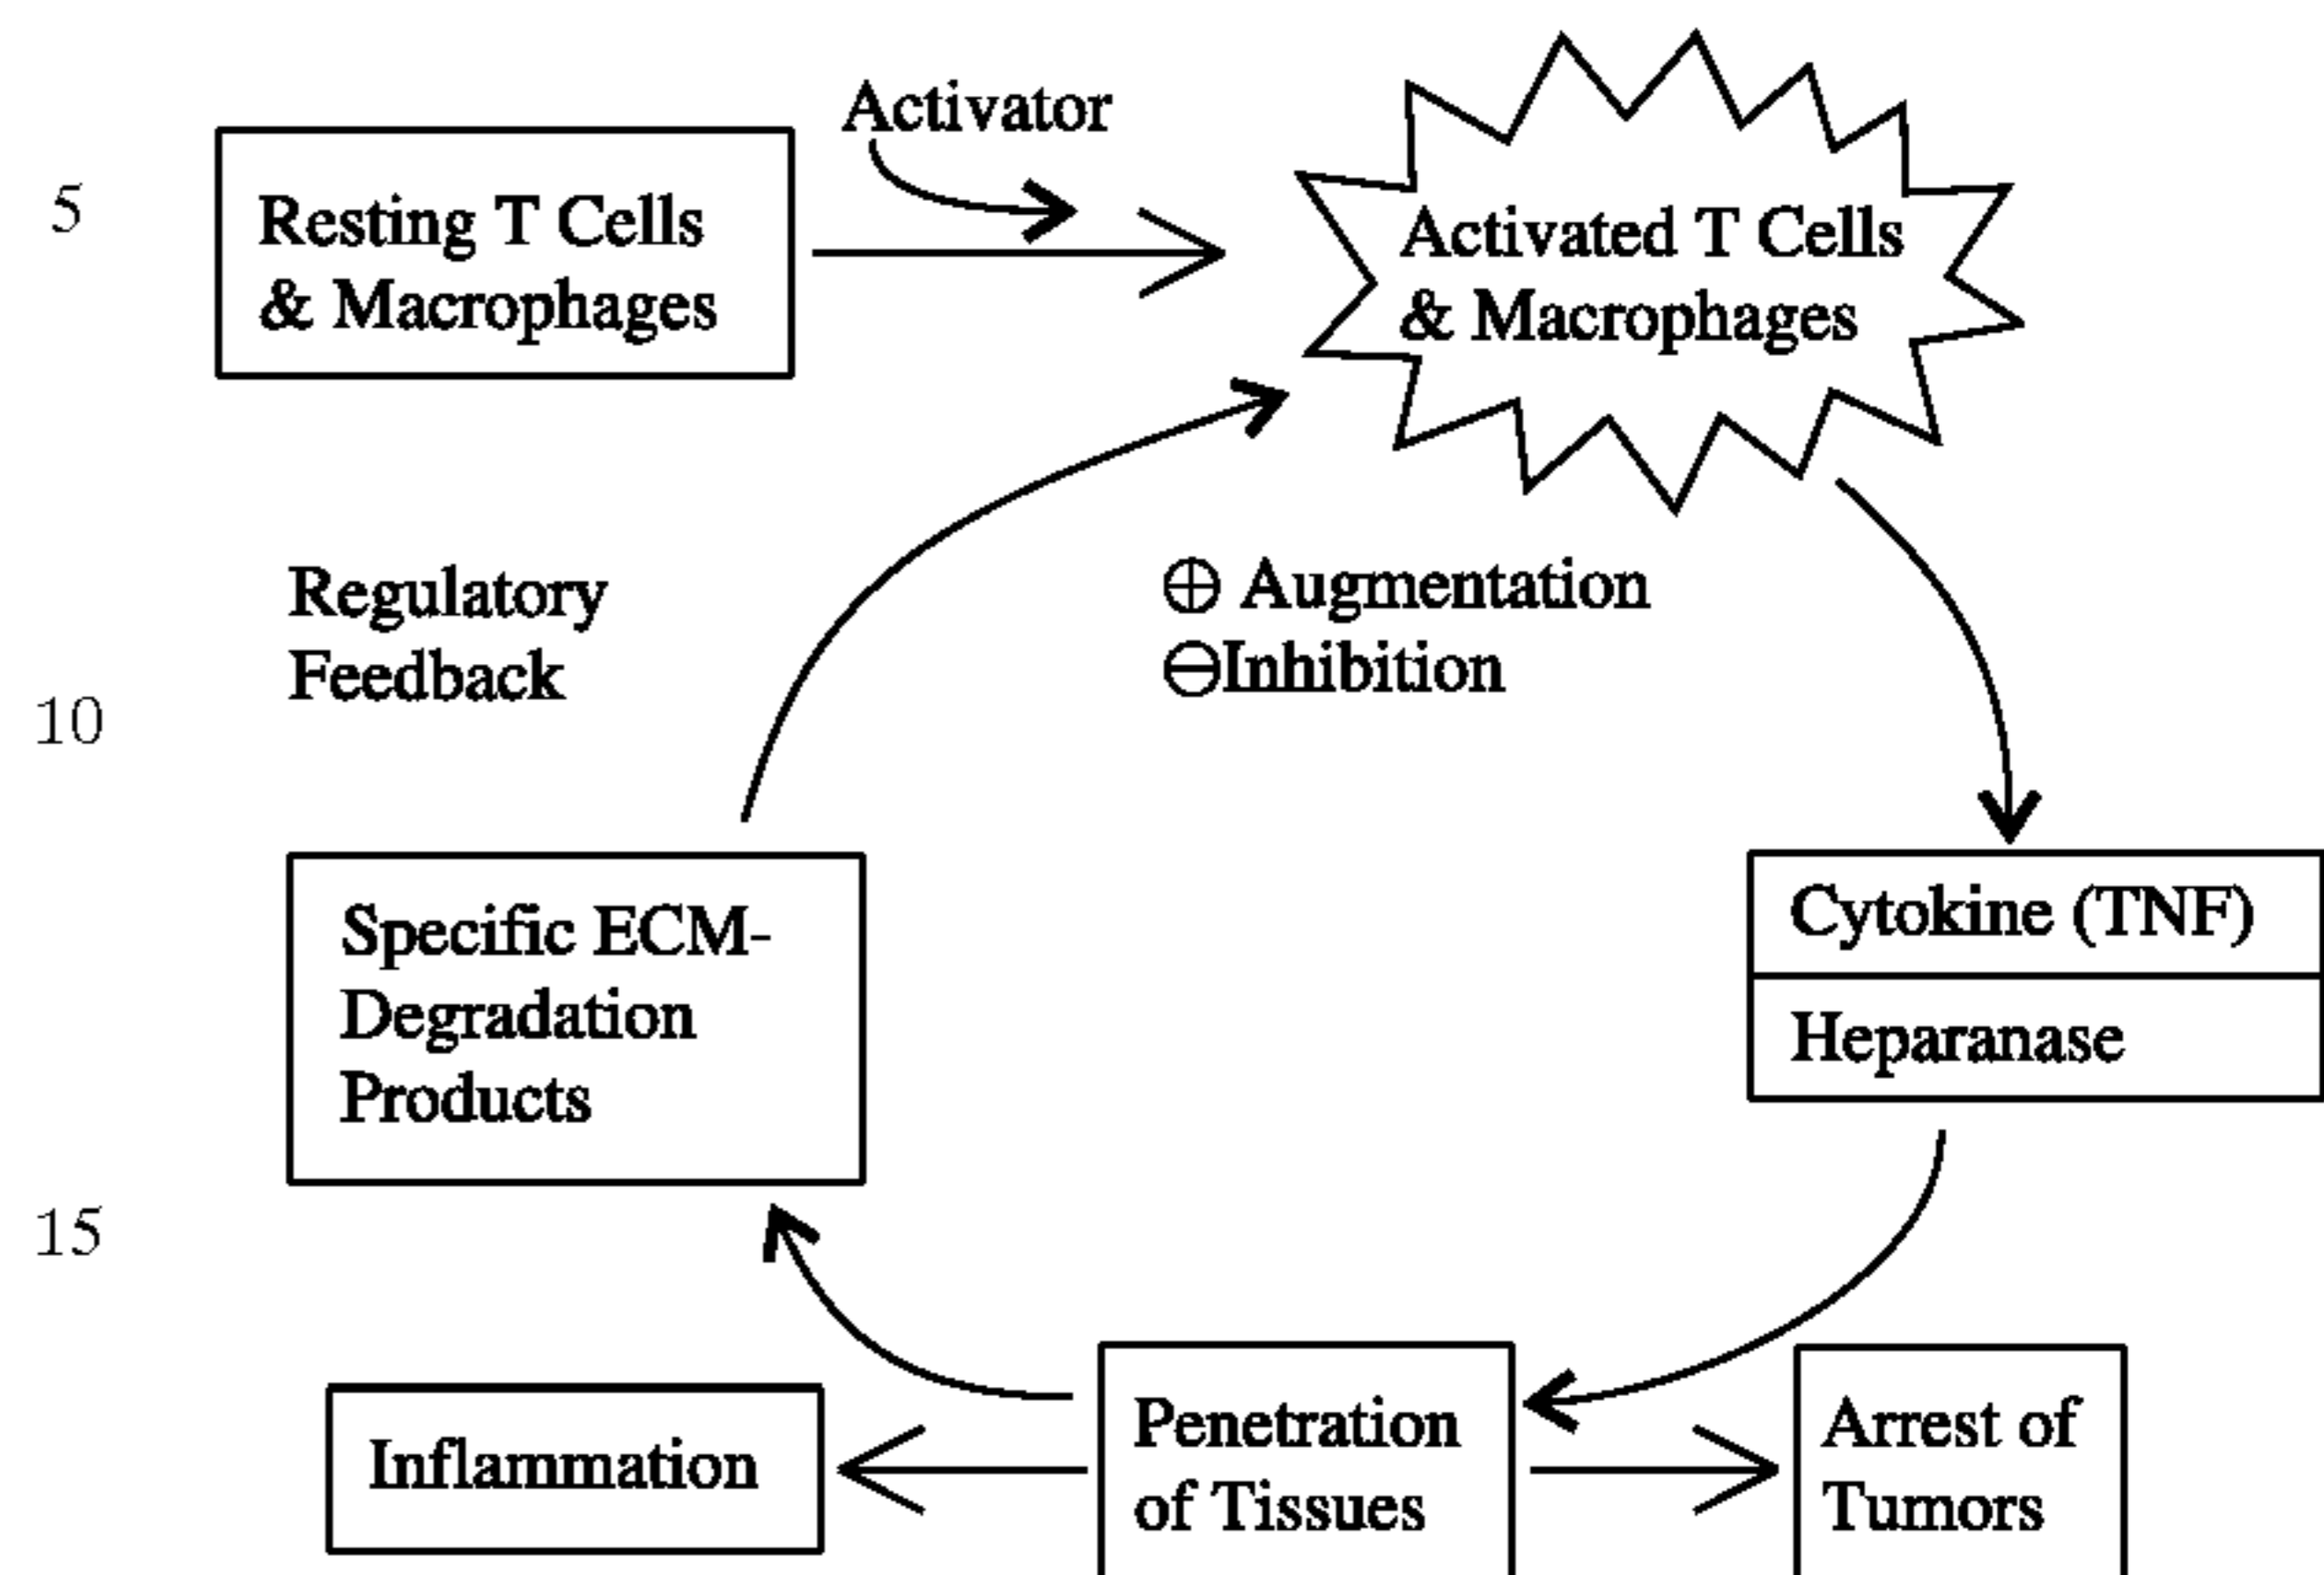 Activator
5
Resting T Cells
& Macrophages
Activated T Cells
& Macrophages
Regulatory
Feedback
⊕ Augmentation
⊖Inhibition
10
Specific ECM-
Degradation
Products
Cytokine (TNF)
Heparanase
15
Inflammation
Penetration
of Tissues
Arrest of
Tumors